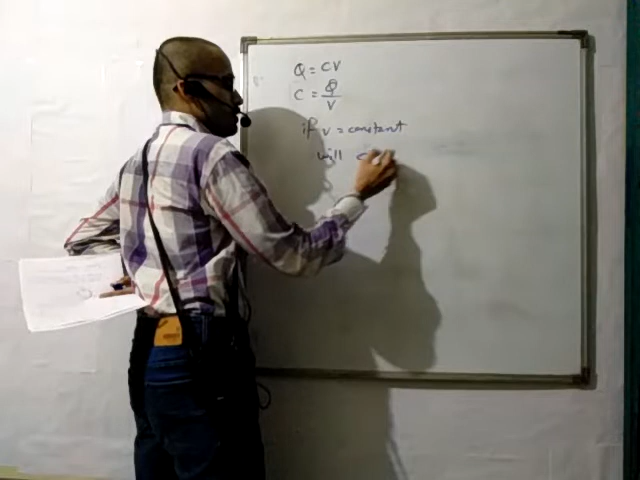 Q = CV
C = Q/V
if V = constant
will c